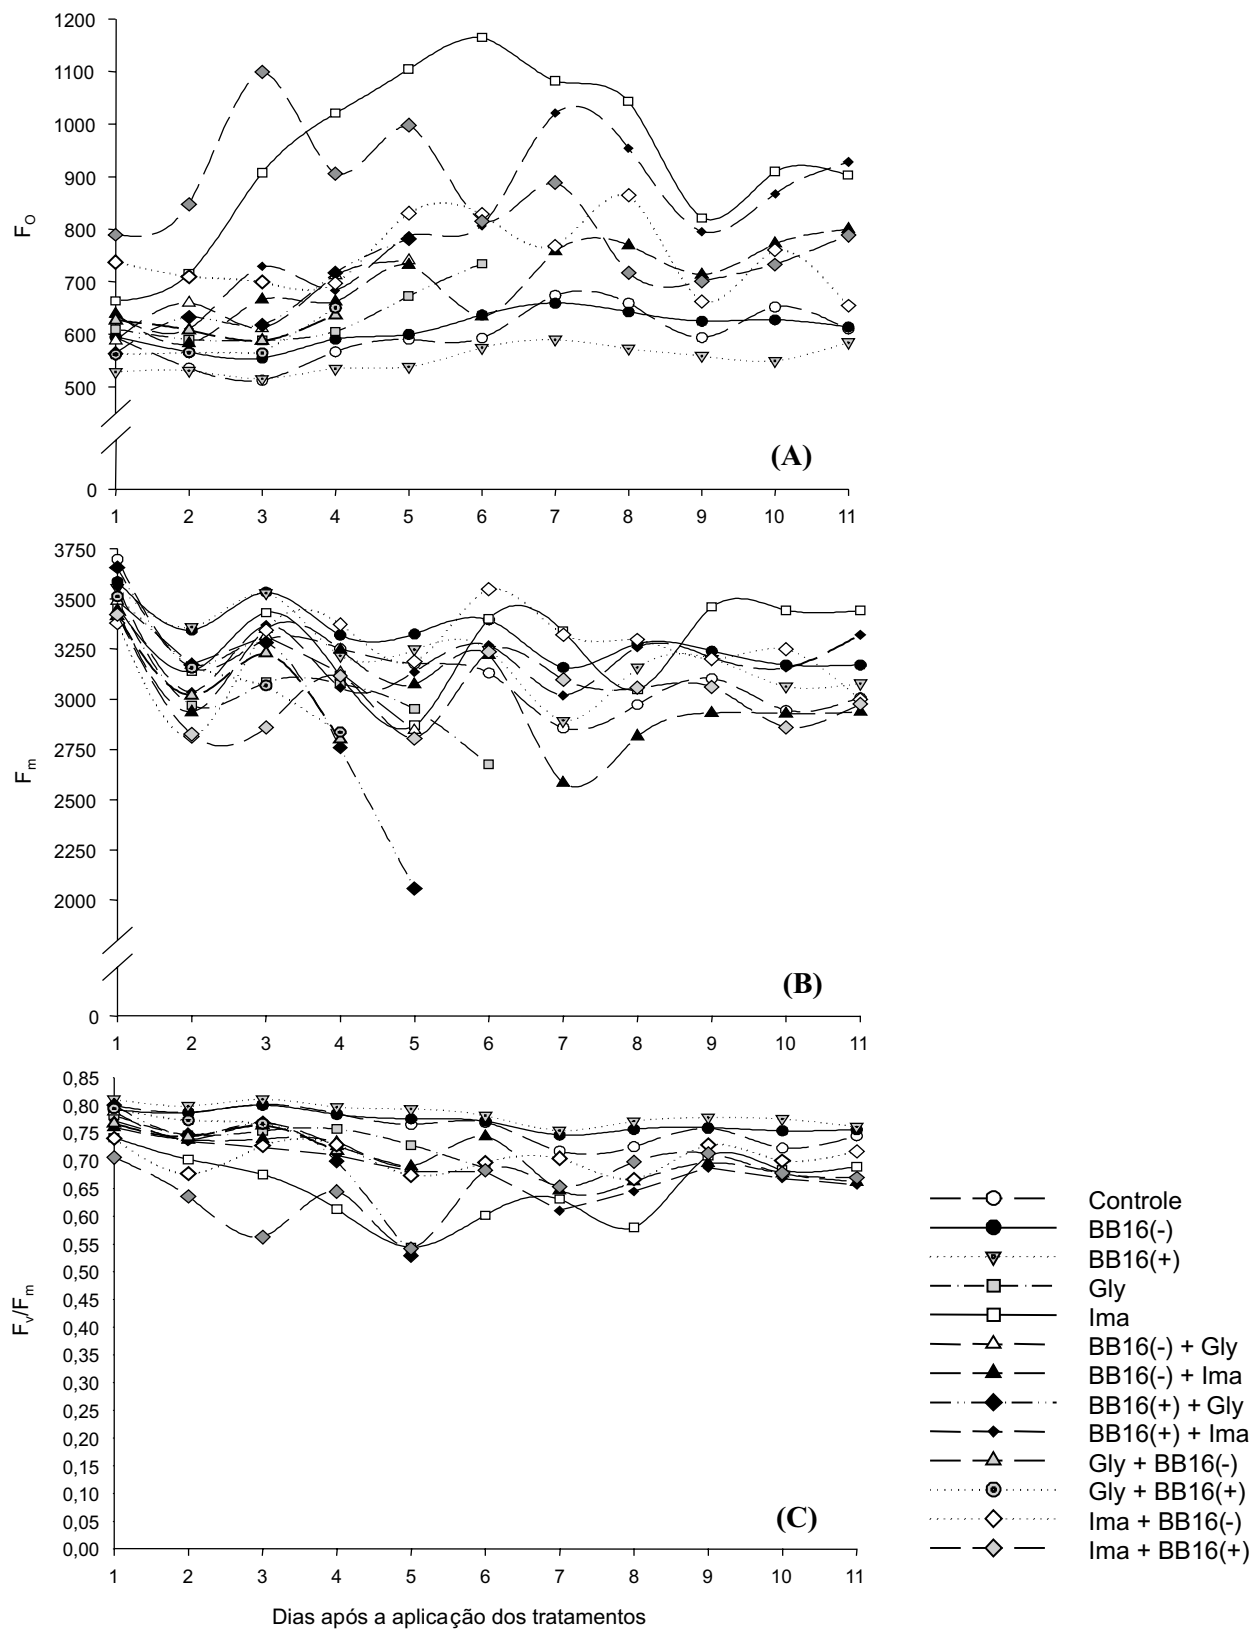 1200
1100
1000
900
800
700
600
500
0
F_O
(A)
1 2 3 4 5 6 7 8 9 10 11
3750
3500
3250
3000
2750
2500
2250
2000
0
F_m
(B)
1 2 3 4 5 6 7 8 9 10 11
0,85
0,80
0,75
0,70
0,65
0,60
0,55
0,50
0,45
0,40
0,35
0,30
0,25
0,20
0,15
0,10
0,05
0,00
F_v/F_m
(C)
1 2 3 4 5 6 7 8 9 10 11
Dias após a aplicação dos tratamentos
Controle
BB16(-)
BB16(+)
Gly
Ima
BB16(-) + Gly
BB16(-) + Ima
BB16(+) + Gly
BB16(+) + Ima
Gly + BB16(-)
Gly + BB16(+)
Ima + BB16(-)
Ima + BB16(+)